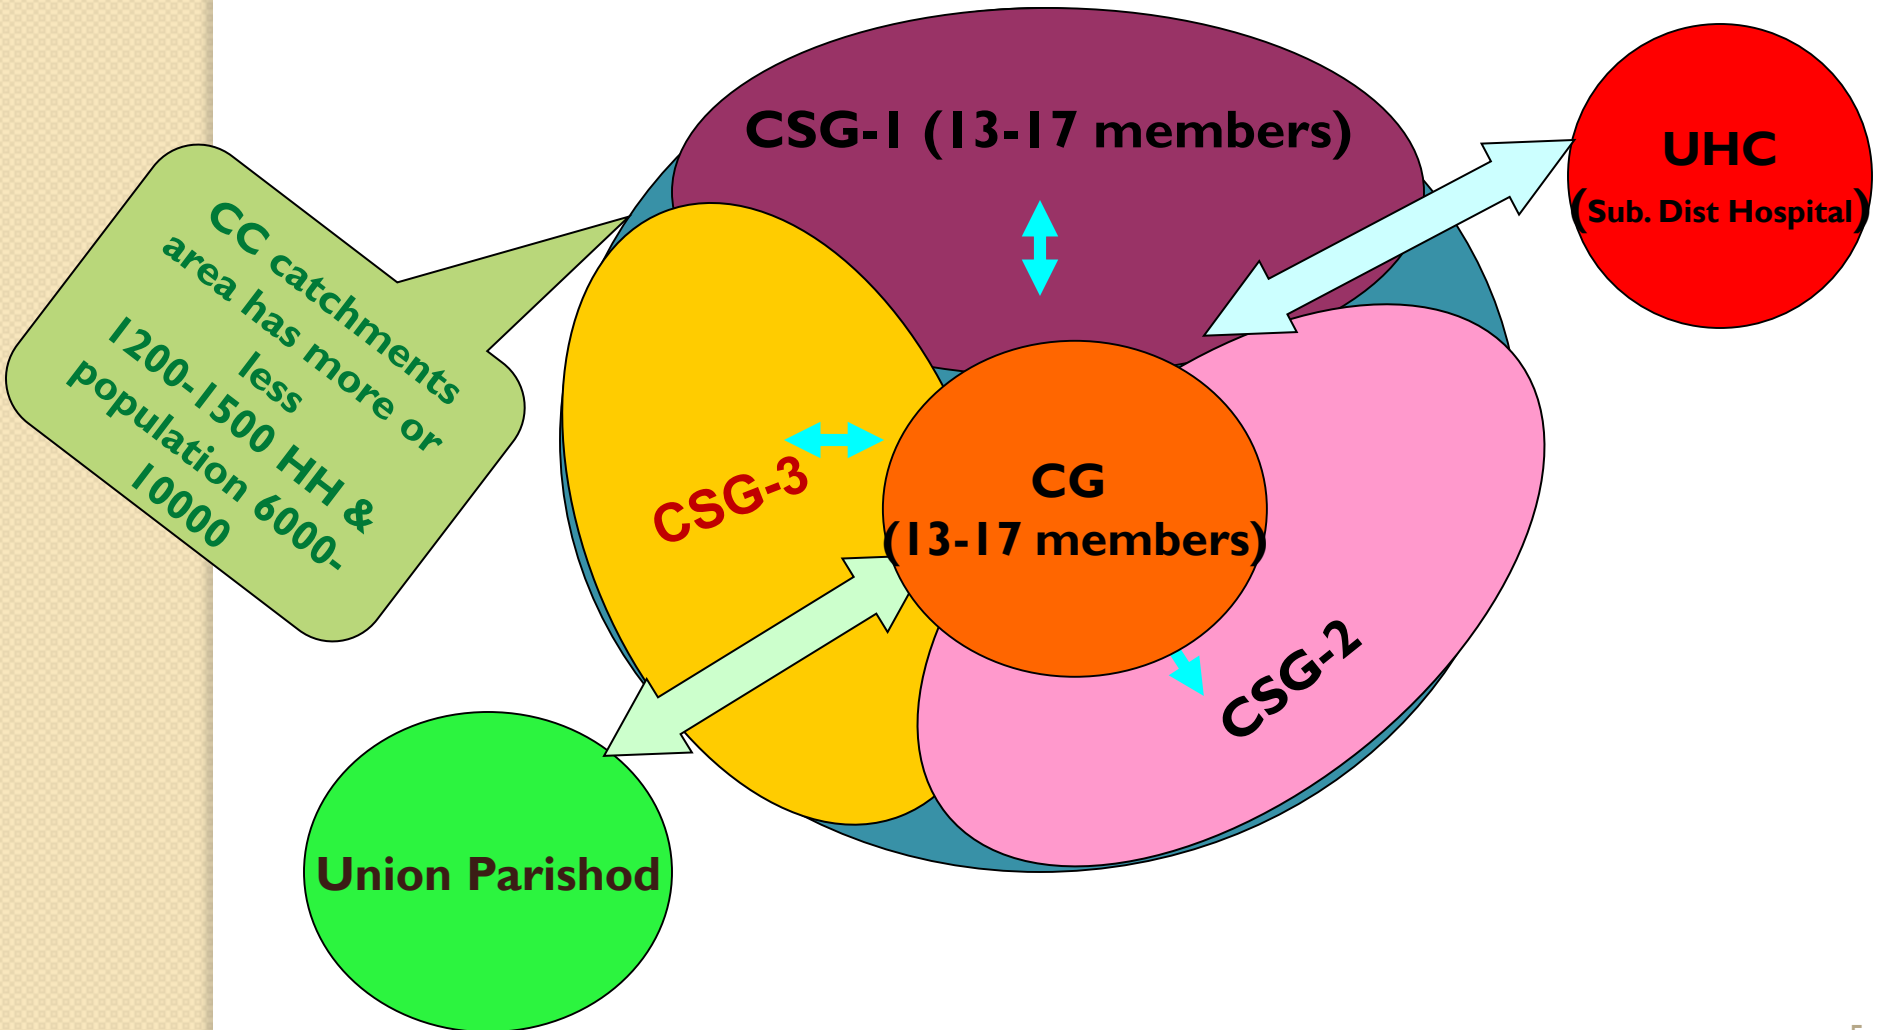 CSG-1 (13-17 members)
UHC
(Sub. Dist Hospital)
CC catchments
area has more or
less
1200-1500 HH &
population 6000-
10000
CSG-3
CG
(13-17 members)
CSG-2
Union Parishod